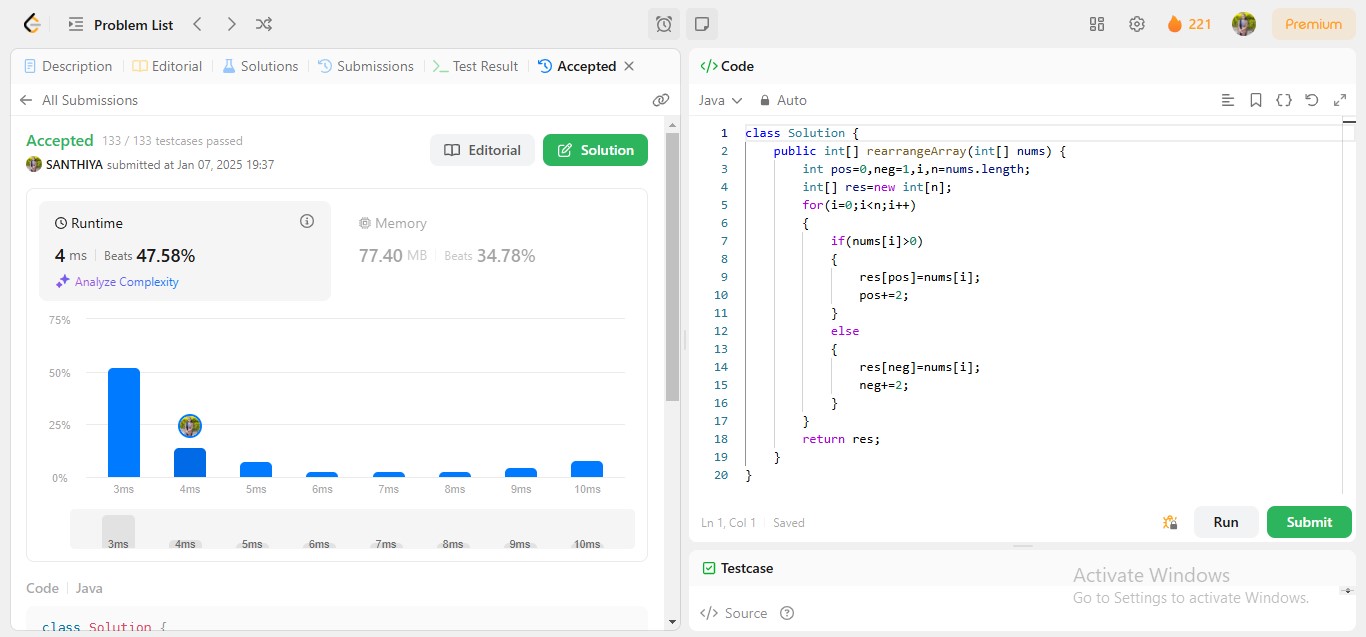 Problem List
221
Premium
Description
Editorial
Solutions
Submissions
Test Result
Accepted
All Submissions
Accepted 133 / 133 testcases passed
SANTHIYA submitted at Jan 07, 2025 19:37
Editorial
Solution
Runtime
4 ms Beats 47.58%
Analyze Complexity
Memory
77.40 MB Beats 34.78%
75%
50%
25%
0%
3ms 4ms 5ms 6ms 7ms 8ms 9ms 10ms
3ms 4ms 5ms 6ms 7ms 8ms 9ms 10ms
Code Java
class Solution {
</> Code
Java Auto
1 class Solution {
2 public int[] rearrangeArray(int[] nums) {
3 int pos=0,neg=1,i,n=nums.length;
4 int[] res=new int[n];
5 for(i=0;i<n;i++)
6 {
7 if(nums[i]>0)
8 {
9 res[pos]=nums[i];
10 pos+=2;
11 }
12 else
13 {
14 res[neg]=nums[i];
15 neg+=2;
16 }
17 }
18 return res;
19 }
20 }
Ln 1, Col 1 Saved
Run
Submit
Testcase
</> Source
Activate Windows
Go to Settings to activate Windows.